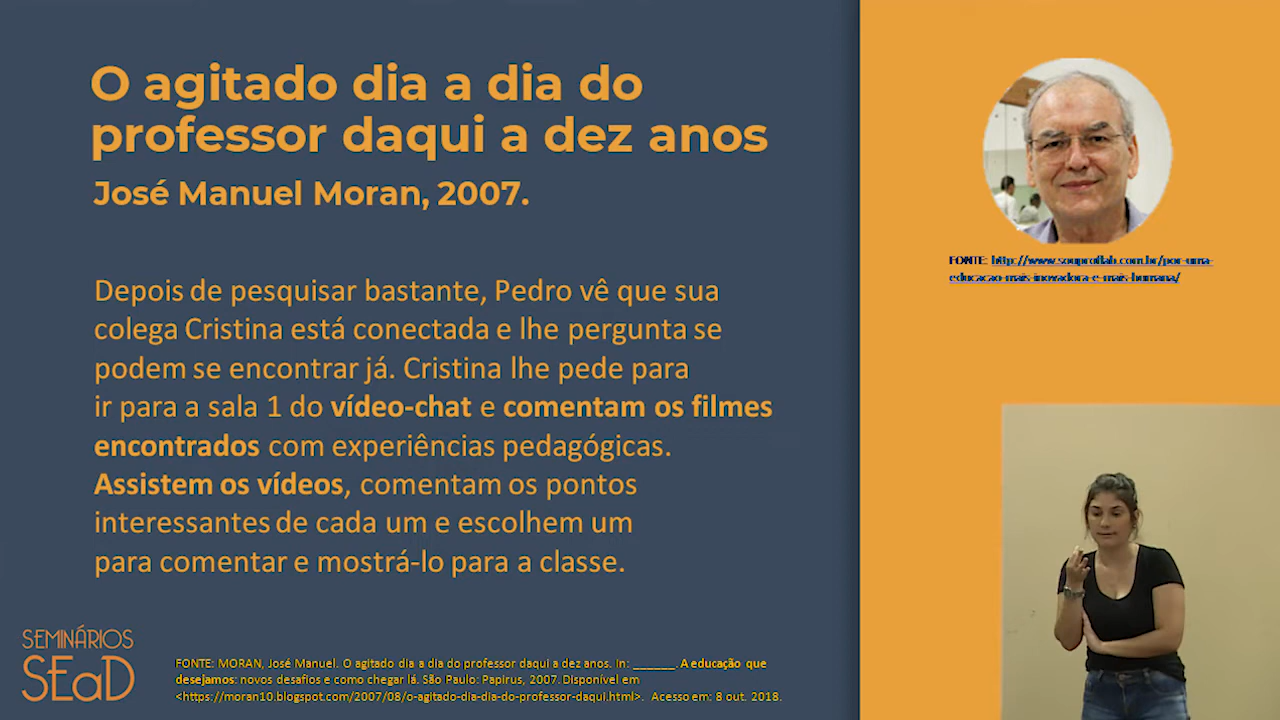 O agitado dia a dia do
professor daqui a dez anos
José Manuel Moran, 2007.
Depois de pesquisar bastante, Pedro vê que sua
colega Cristina está conectada e lhe pergunta se
podem se encontrar já. Cristina lhe pede para
ir para a sala 1 do vídeo-chat e comentam os filmes
encontrados com experiências pedagógicas.
Assistem os vídeos, comentam os pontos
interessantes de cada um e escolhem um
para comentar e mostrá-lo para a classe.
SEMINÁRIOS
SEaD
FONTE: MORAN, José Manuel. O agitado dia a dia do professor daqui a dez anos. In: ______. A educação que
desejamos: novos desafios e como chegar lá. São Paulo: Papirus, 2007. Disponível em
<https://moran10.blogspot.com/2007/08/o-agitado-dia-dia-do-professor-daqui.html>. Acesso em: 8 out. 2018.
FONTE: http://www.souproflab.com.br/por-uma-
educacao-mais-inovadora-e-mais-humana/